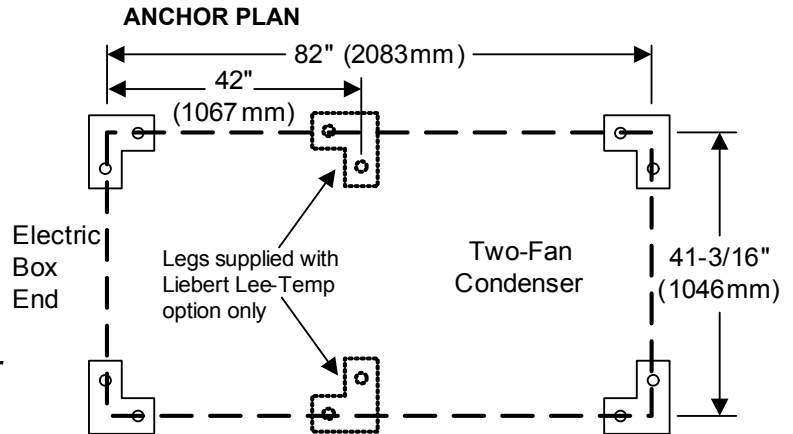 ANCHOR PLAN
82" (2083mm)
42"
(1067 mm)
Electric
Box
End
Legs supplied with
Liebert Lee-Temp
option only
Two-Fan
Condenser
41-3/16"
(1046mm)